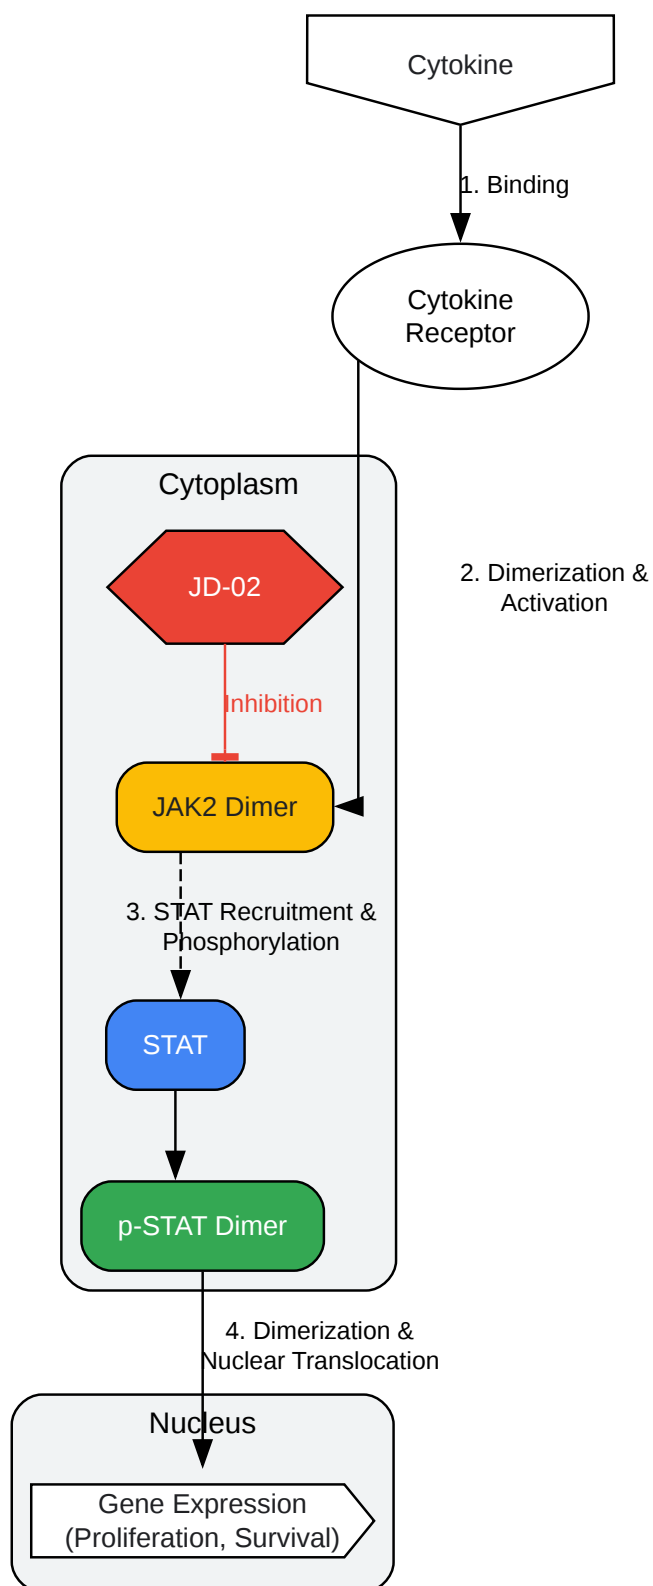 Cytokine
1. Binding
Cytokine
Receptor
Cytoplasm
JD-02
2. Dimerization &
Activation
Inhibition
JAK2 Dimer
3. STAT Recruitment &
Phosphorylation
STAT
p-STAT Dimer
4. Dimerization &
Nuclear Translocation
Nucleus
Gene Expression
(Proliferation, Survival)